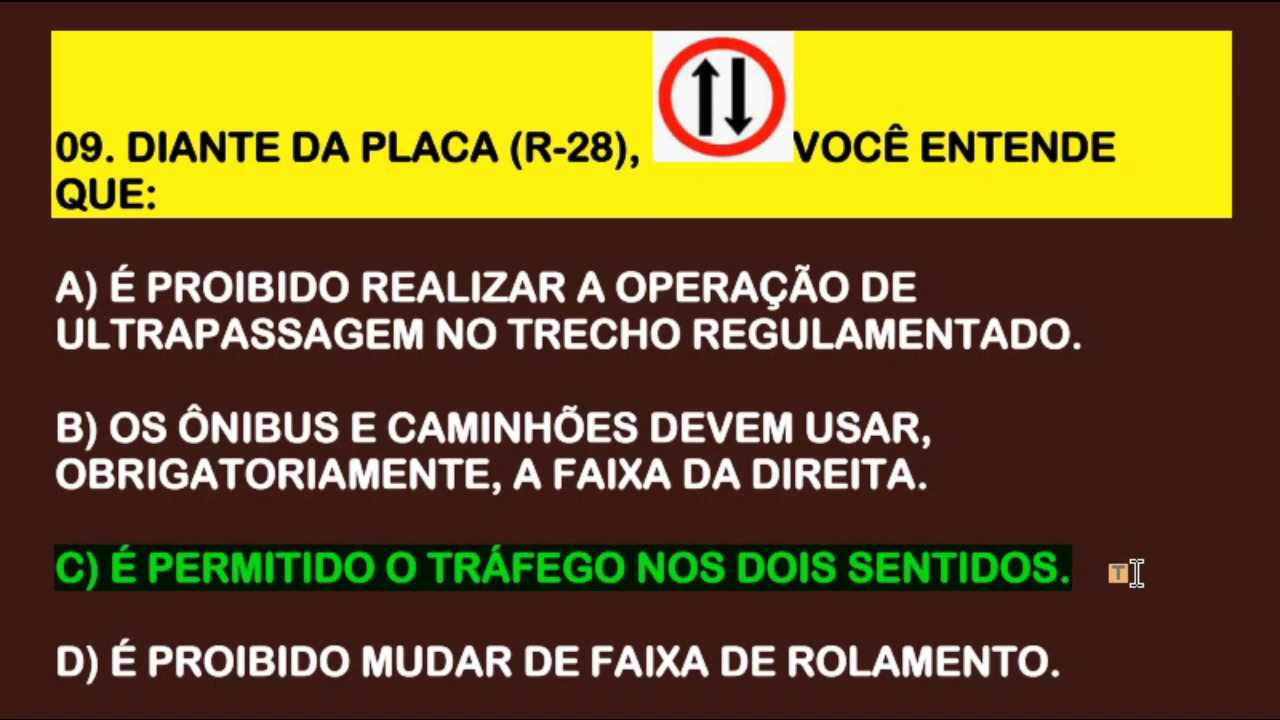 09. DIANTE DA PLACA (R-28), VOCÊ ENTENDE
QUE:
A) É PROIBIDO REALIZAR A OPERAÇÃO DE
ULTRAPASSAGEM NO TRECHO REGULAMENTADO.
B) OS ÔNIBUS E CAMINHÕES DEVEM USAR,
OBRIGATORIAMENTE, A FAIXA DA DIREITA.
C) É PERMITIDO O TRÁFEGO NOS DOIS SENTIDOS.
T
D) É PROIBIDO MUDAR DE FAIXA DE ROLAMENTO.